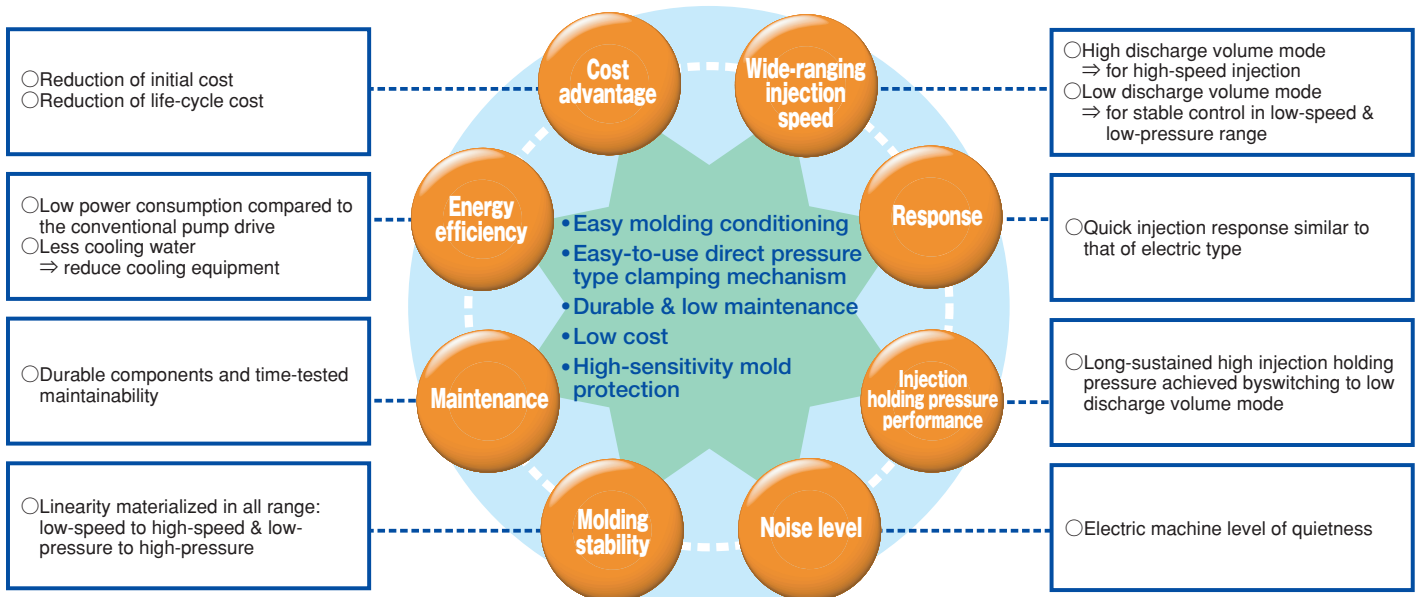 ○Reduction of initial cost
○Reduction of life-cycle cost
Cost
advantage
Wide-ranging
injection
speed
○High discharge volume mode
⇒ for high-speed injection
○Low discharge volume mode
⇒ for stable control in low-speed &
low-pressure range
○Low power consumption compared to
the conventional pump drive
○Less cooling water
⇒ reduce cooling equipment
Energy
efficiency
Response
○Quick injection response similar to
that of electric type
•Easy molding conditioning
•Easy-to-use direct pressure
type clamping mechanism
•Durable & low maintenance
•Low cost
•High-sensitivity mold
protection
○Durable components and time-tested
maintainability
Maintenance
Injection
holding pressure
performance
○Long-sustained high injection holding
pressure achieved byswitching to low
discharge volume mode
○Linearity materialized in all range:
low-speed to high-speed & low-
pressure to high-pressure
Molding
stability
Noise level
○Electric machine level of quietness